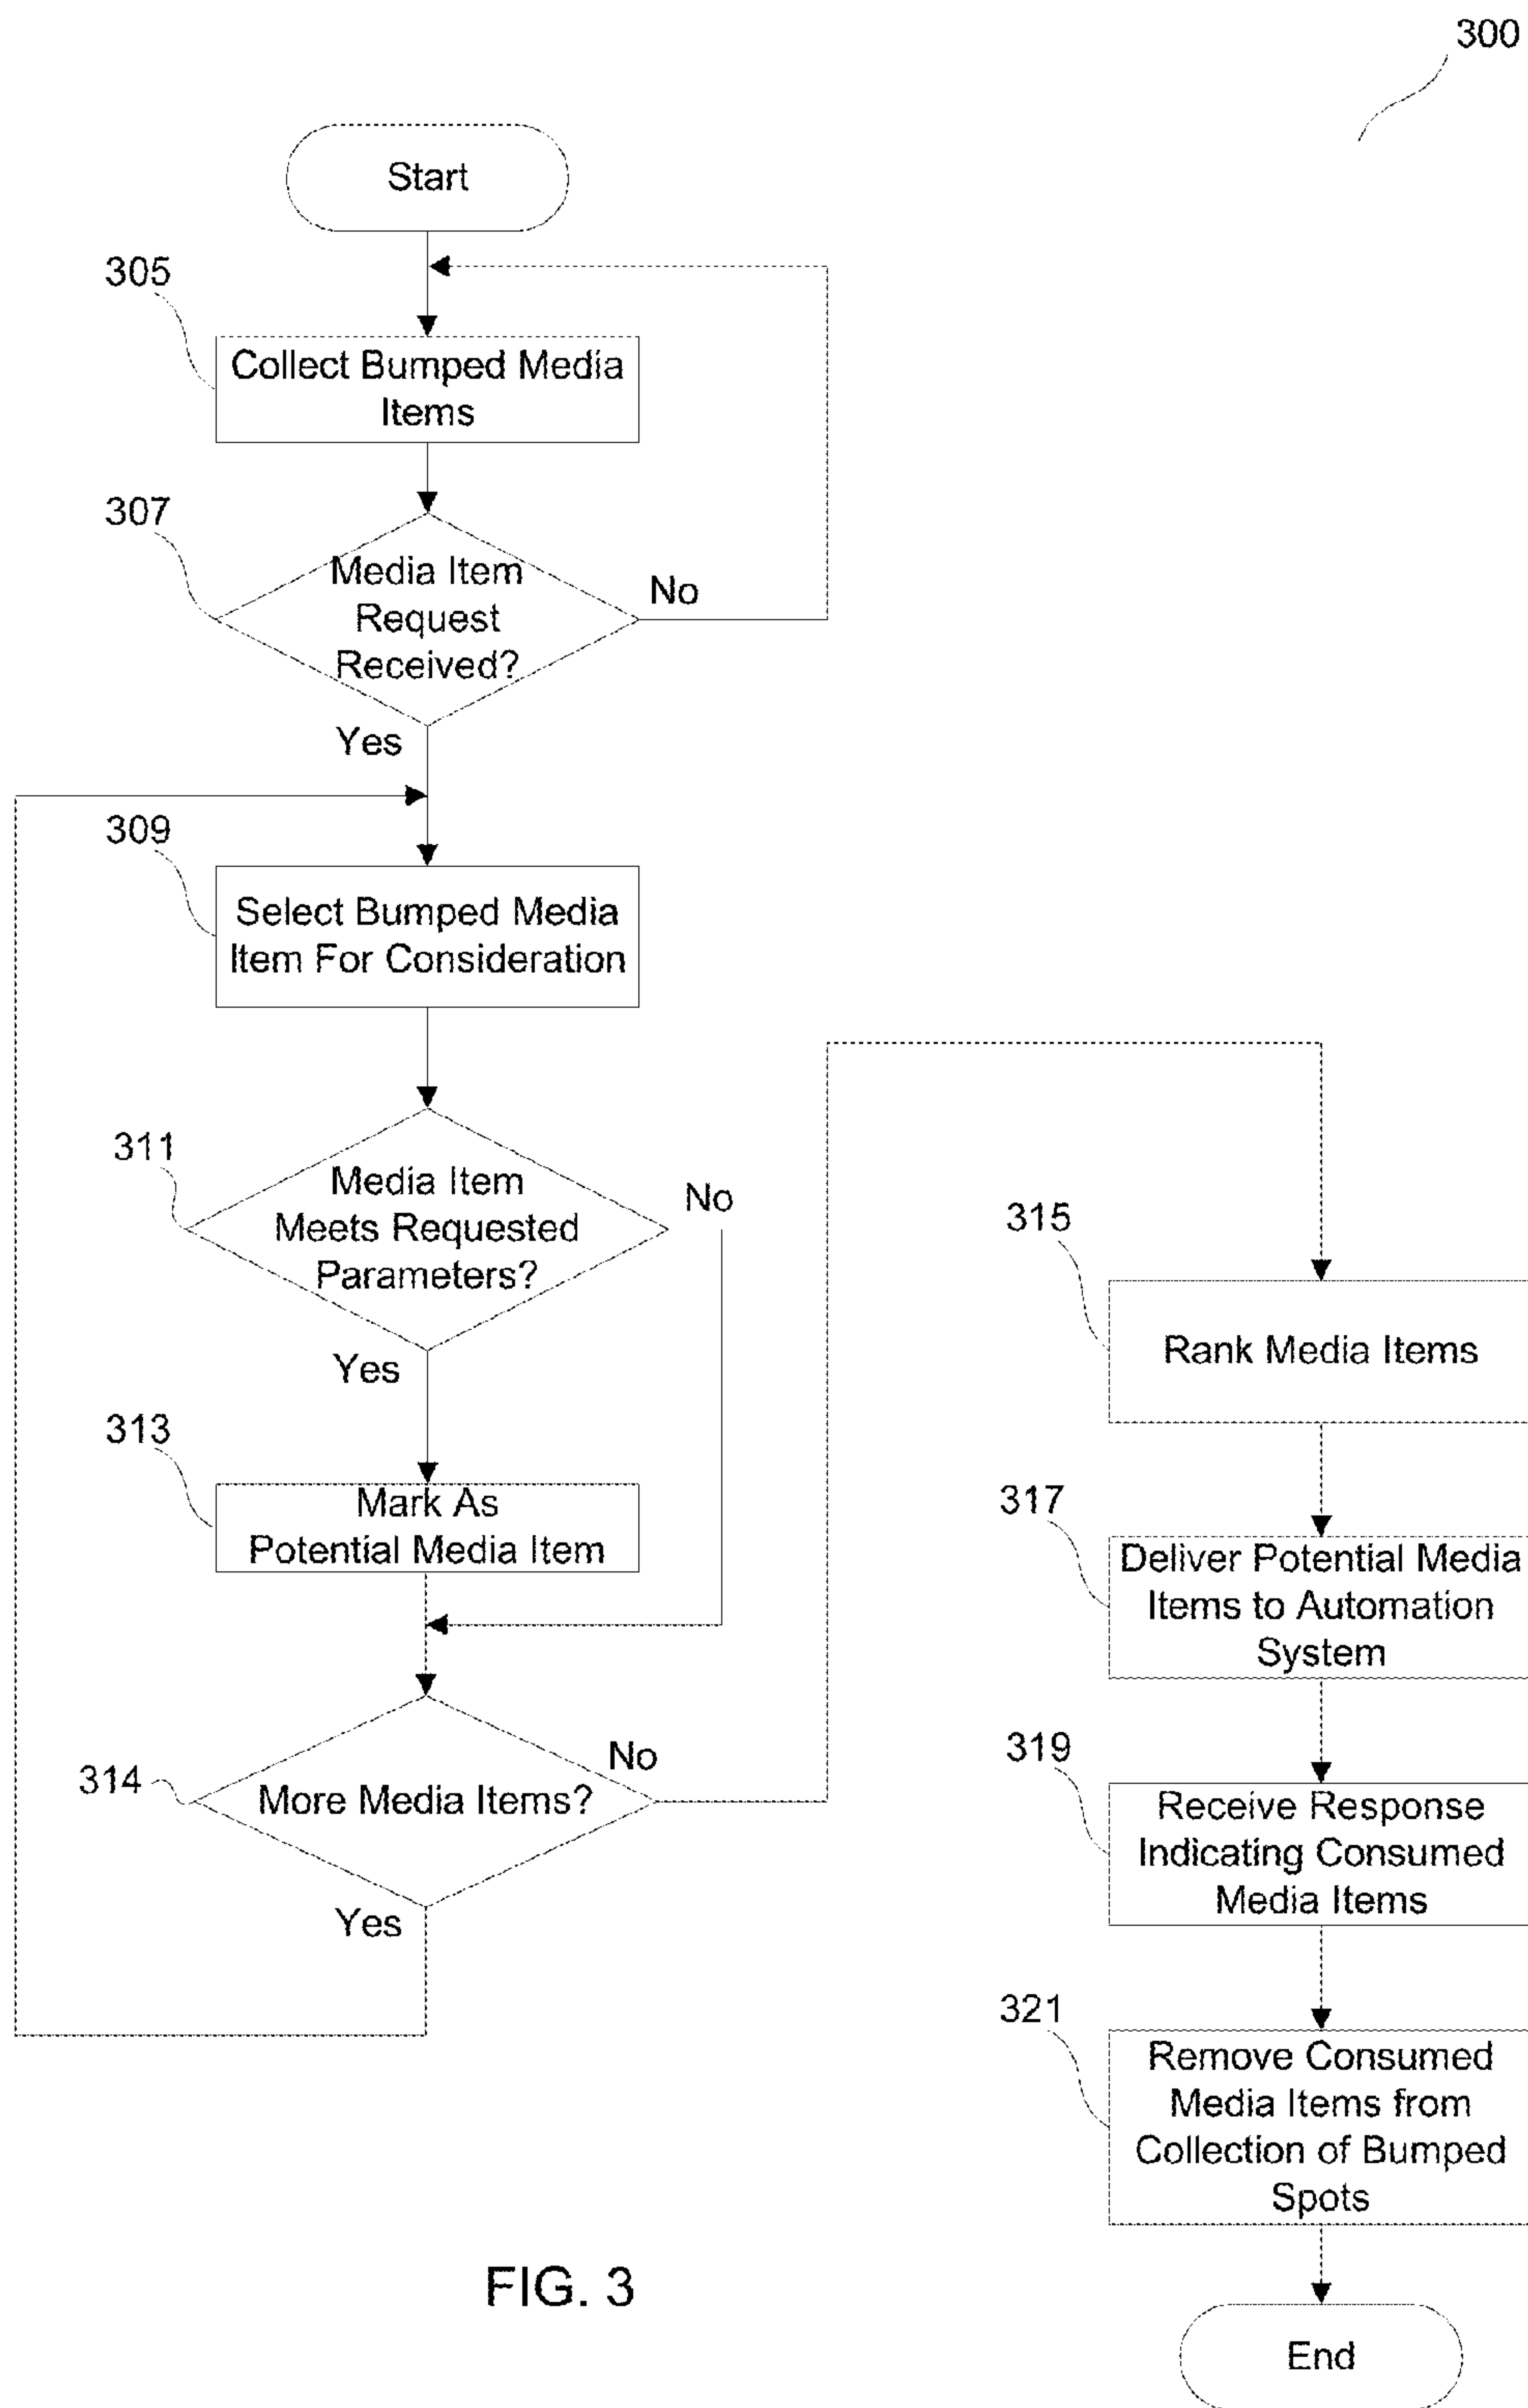 300
Start
305
Collect Bumped Media
Items
307
Media Item
Request
Received?
No
Yes
309
Select Bumped Media
Item For Consideration
311
Media Item
Meets Requested
Parameters?
No
Yes
313
Mark As
Potential Media Item
314
More Media Items?
No
Yes
315
Rank Media Items
317
Deliver Potential Media
Items to Automation
System
319
Receive Response
Indicating Consumed
Media Items
321
Remove Consumed
Media Items from
Collection of Bumped
Spots
End
FIG. 3